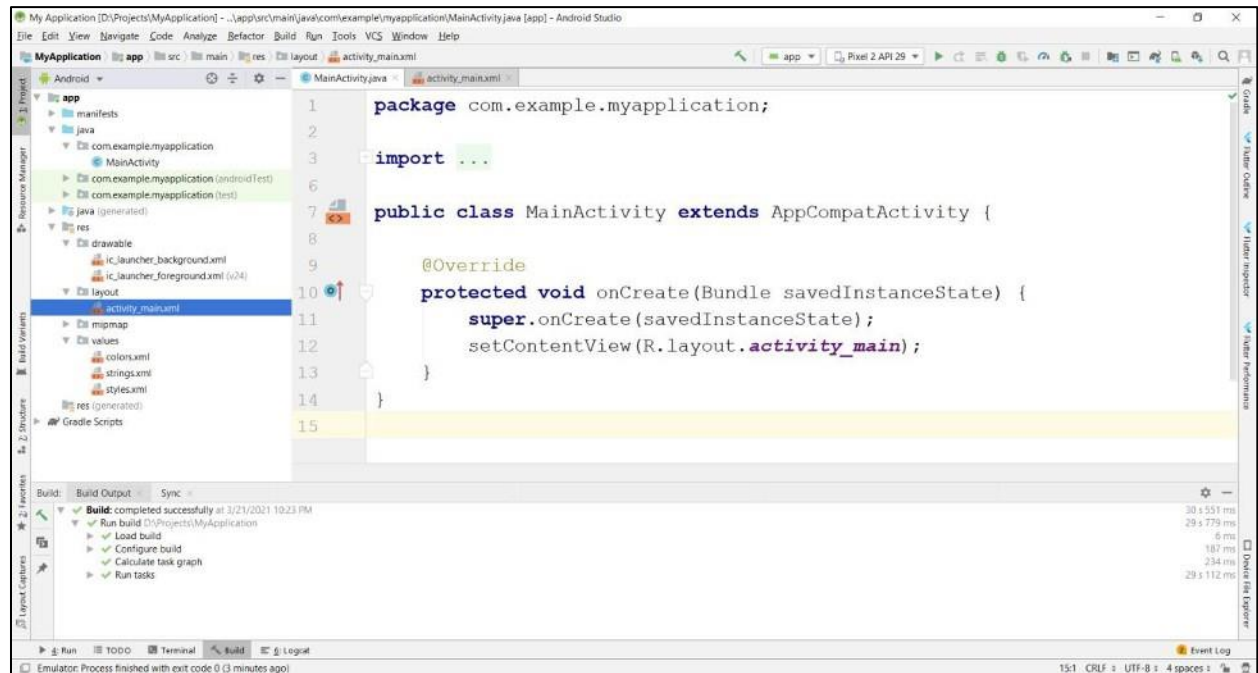 My Application [D:\Projects\MyApplication] - ..\app\src\main\java\com\example\myapplication\MainActivity.java [app] - Android Studio
File Edit View Navigate Code Analyze Refactor Build Run Tools VCS Window Help
MyApplication app src main res layout activity_main.xml app Pixel 2 API 29
Android MainActivity.java activity_main.xml
1: Project
Resource Manager
Build Variants
2: Structure
2: Favorites
Layout Captures
app
manifests
java
com.example.myapplication
MainActivity
com.example.myapplication (androidTest)
com.example.myapplication (test)
java (generated)
res
drawable
ic_launcher_background.xml
ic_launcher_foreground.xml (v24)
layout
activity_main.xml
mipmap
values
colors.xml
strings.xml
styles.xml
res (generated)
Gradle Scripts
1 package com.example.myapplication;
2
3 import ...
6
7 public class MainActivity extends AppCompatActivity {
8
9 @Override
10 protected void onCreate(Bundle savedInstanceState) {
11 super.onCreate(savedInstanceState);
12 setContentView(R.layout.activity_main);
13 }
14 }
15
Gradle
Flutter Outline
Flutter Inspector
Flutter Performance
Device File Explorer
Build: Build Output Sync
Build: completed successfully at 3/21/2021 10:23 PM 30 s 551 ms
Run build D:\Projects\MyApplication 29 s 779 ms
Load build 6 ms
Configure build 187 ms
Calculate task graph 234 ms
Run tasks 29 s 112 ms
4: Run TODO Terminal Build 6: Logcat Event Log
Emulator: Process finished with exit code 0 (3 minutes ago) 15:1 CRLF UTF-8 4 spaces